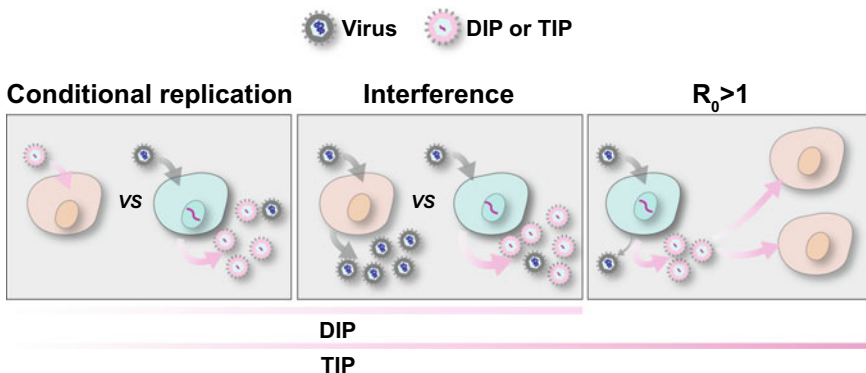 Virus
DIP or TIP
Conditional replication
Interference
R₀>1
VS
VS
DIP
TIP